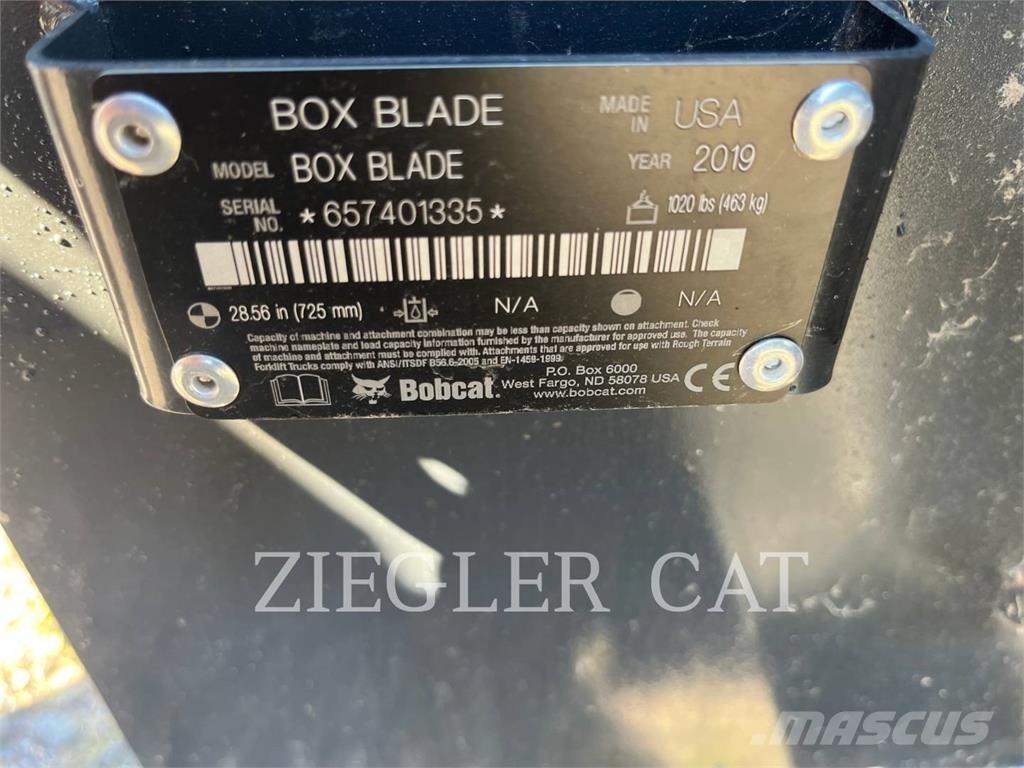 BOX BLADE MADE IN USA
MODEL BOX BLADE YEAR 2019
SERIAL NO. *657401335* 1020 lbs (463 kg)
28.56 in (725 mm) N/A N/A
Capacity of machine and attachment combination may be less than capacity shown on attachment. Check
machine nameplate and load capacity information furnished by the manufacturer for approved use. The capacity
of machine and attachment must be complied with. Attachments that are approved for use with Rough Terrain
Forklift Trucks comply with ANSI/ITSDF B56.6-2005 and EN-1459-1999.
Bobcat. P.O. Box 6000
West Fargo, ND 58078 USA CE
www.bobcat.com
ZIEGLER CAT
MASCUS